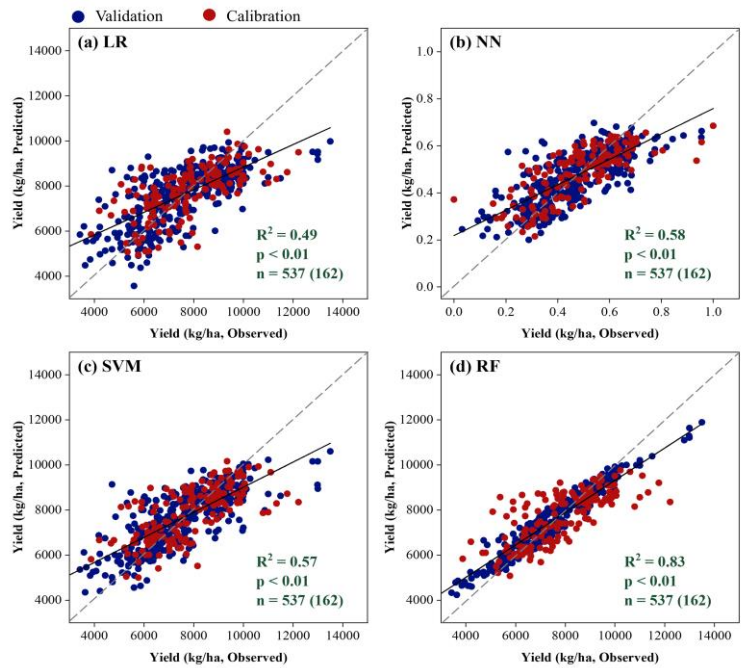 Validation Calibration
(a) LR
14000
12000
10000
8000
6000
4000
Yield (kg/ha, Predicted)
R² = 0.49
p < 0.01
n = 537 (162)
4000 6000 8000 10000 12000 14000
Yield (kg/ha, Observed)
(b) NN
1.0
0.8
0.6
0.4
0.2
0.0
Yield (kg/ha, Predicted)
R² = 0.58
p < 0.01
n = 537 (162)
0.0 0.2 0.4 0.6 0.8 1.0
Yield (kg/ha, Observed)
(c) SVM
14000
12000
10000
8000
6000
4000
Yield (kg/ha, Predicted)
R² = 0.57
p < 0.01
n = 537 (162)
4000 6000 8000 10000 12000 14000
Yield (kg/ha, Observed)
(d) RF
14000
12000
10000
8000
6000
4000
Yield (kg/ha, Predicted)
R² = 0.83
p < 0.01
n = 537 (162)
4000 6000 8000 10000 12000 14000
Yield (kg/ha, Observed)